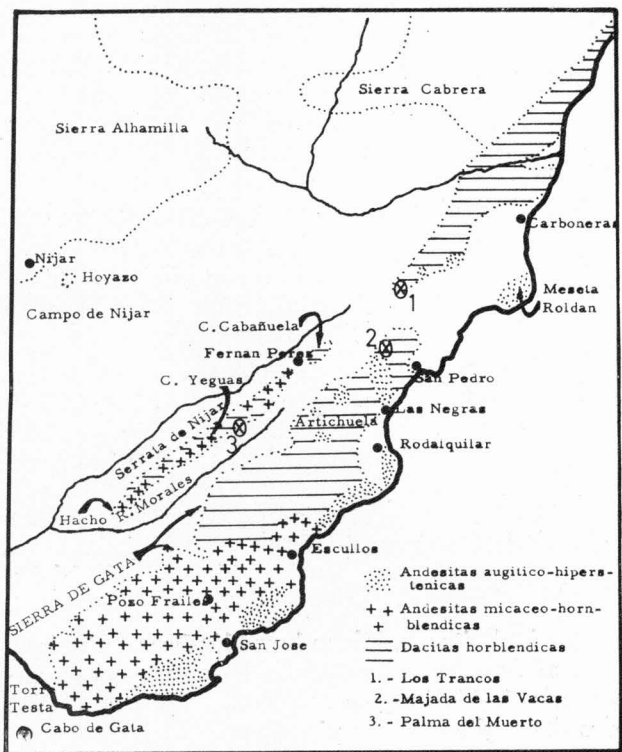 Sierra Cabrera
Sierra Alhamilla
Carboneras
Nijar
Hoyazo
1
Meseta
Roldan
Campo de Nijar
C. Cabañuela
2
Fernan Perez
San Pedro
C. Yeguas
Las Negras
Artichuela
3
Rodalquilar
Serrata de Nijar
R. Morales
Hacho
Escullos
SIERRA DE GATA
Pozo Frailes
San Jose
Torre
Testa
Cabo de Gata
Andesitas augitico-hipers-
tenicas
Andesitas micaceo-horn-
blendicas
Dacitas horblendicas
1. - Los Trancos
2. -Majada de las Vacas
3. - Palma del Muerto